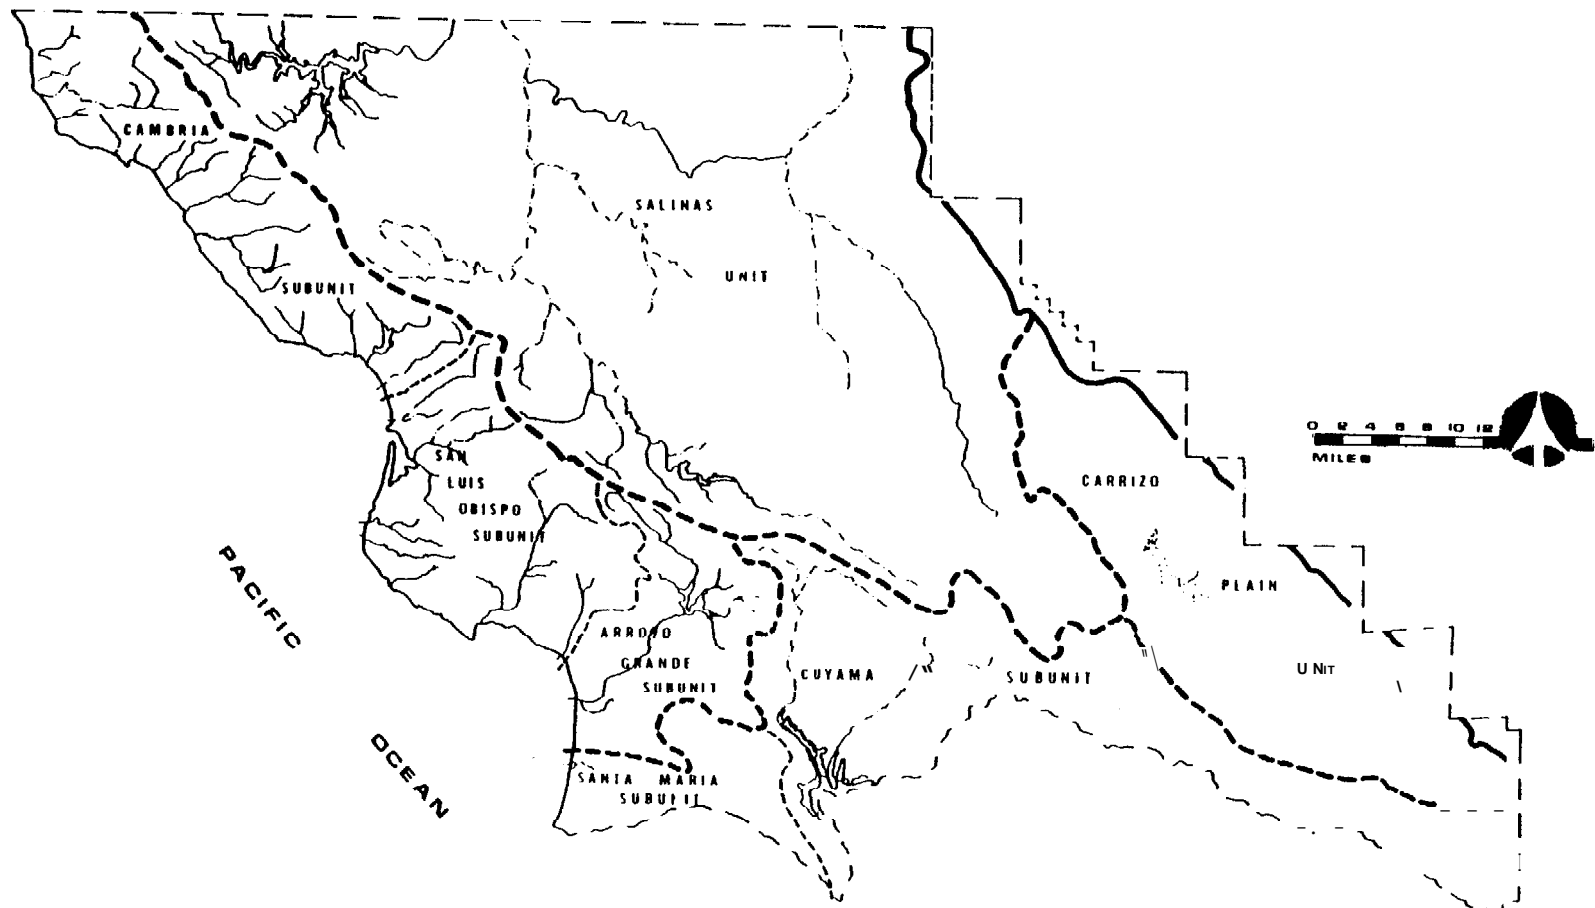 CAMBRIA
SUBUNIT
SALINAS
UNIT
SAN
LUIS
OBISPO
SUBUNIT
CARRIZO
PLAIN
UNIT
ARROYO
GRANDE
SUBUNIT
CUYAMA
SUBUNIT
SANTA MARIA
SUBUNIT
PACIFIC
OCEAN
0 2 4 6 8 10 12
MILES